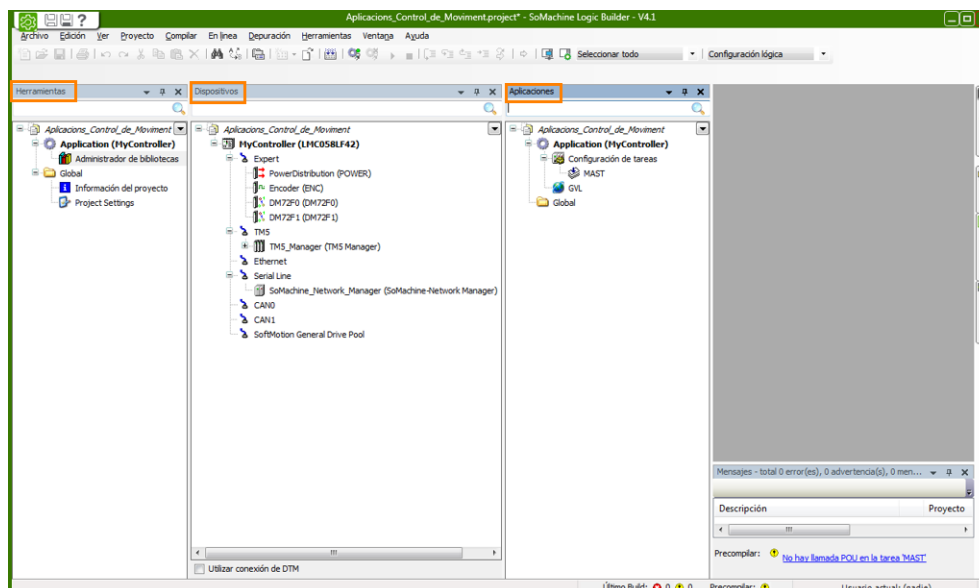 Aplicacions_Control_de_Moviment.project* - SoMachine Logic Builder - V4.1
Archivo Edición Ver Proyecto Compilar En línea Depuración Herramientas Ventana Ayuda
Seleccionar todo Configuración lógica
Herramientas
Aplicacions_Control_de_Moviment
Application (MyController)
Administrador de bibliotecas
Global
Información del proyecto
Project Settings
Dispositivos
Aplicacions_Control_de_Moviment
MyController (LMC058LF42)
Expert
PowerDistribution (POWER)
Encoder (ENC)
DM72F0 (DM72F0)
DM72F1 (DM72F1)
TM5
TM5_Manager (TM5 Manager)
Ethernet
Serial Line
SoMachine_Network_Manager (SoMachine-Network Manager)
CAN0
CAN1
SoftMotion General Drive Pool
Utilizar conexión de DTM
Aplicaciones
Aplicacions_Control_de_Moviment
Application (MyController)
Configuración de tareas
MAST
GVL
Global
Mensajes - total 0 error(es), 0 advertencia(s), 0 men...
Descripción Proyecto
Precompilar: No hay llamada POU en la tarea 'MAST'
Último Build: 0 0 Precompilar: Usuario actual: (nadie)